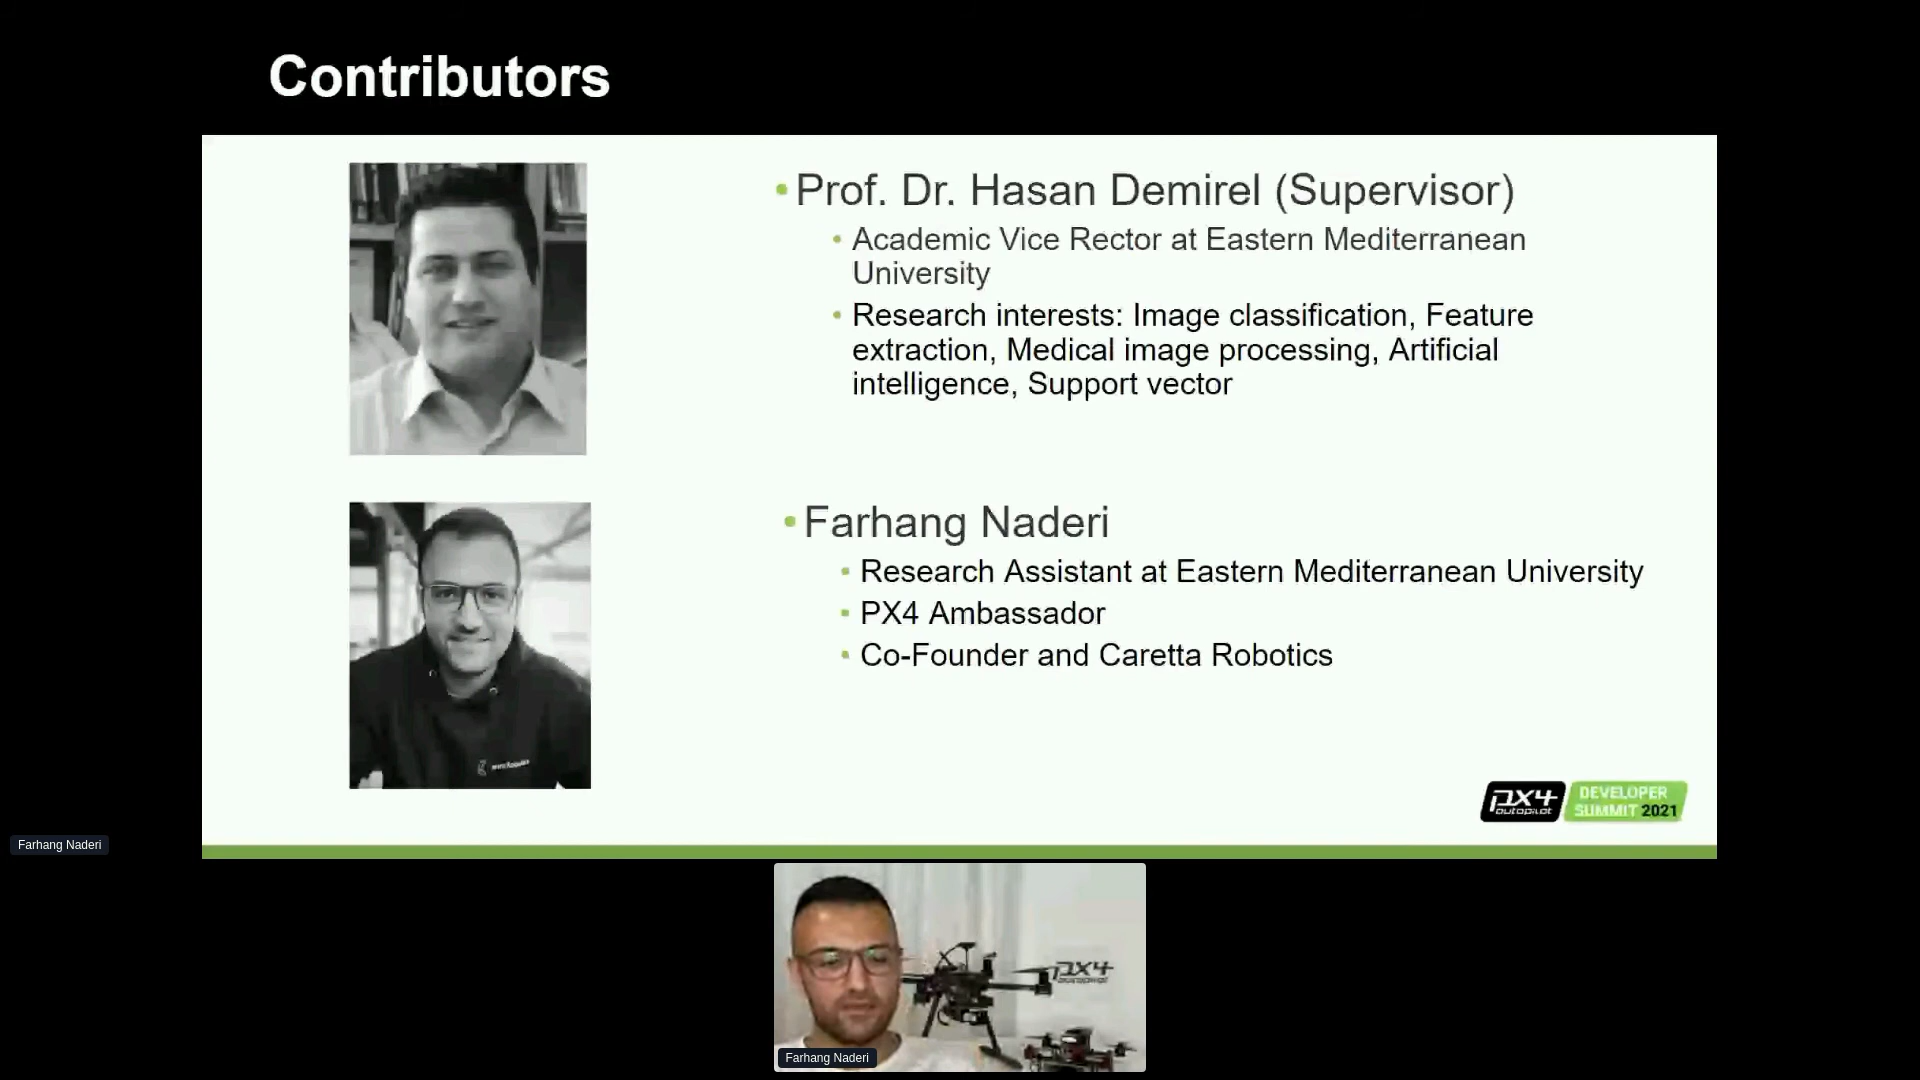 Contributors
Prof. Dr. Hasan Demirel (Supervisor)
Academic Vice Rector at Eastern Mediterranean
University
Research interests: Image classification, Feature
extraction, Medical image processing, Artificial
intelligence, Support vector
Farhang Naderi
Research Assistant at Eastern Mediterranean University
PX4 Ambassador
Co-Founder and Caretta Robotics
px4
autopilot
DEVELOPER
SUMMIT 2021
Farhang Naderi
px4
autopilot
Farhang Naderi